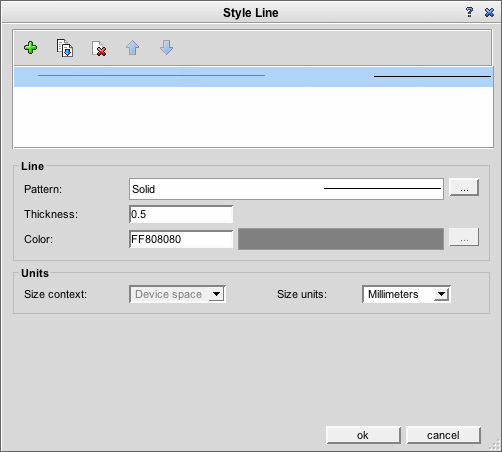 Style Line
Line
Pattern: Solid ...
Thickness: 0.5
Color: FF808080 ...
Units
Size context: Device space Size units: Millimeters
ok cancel